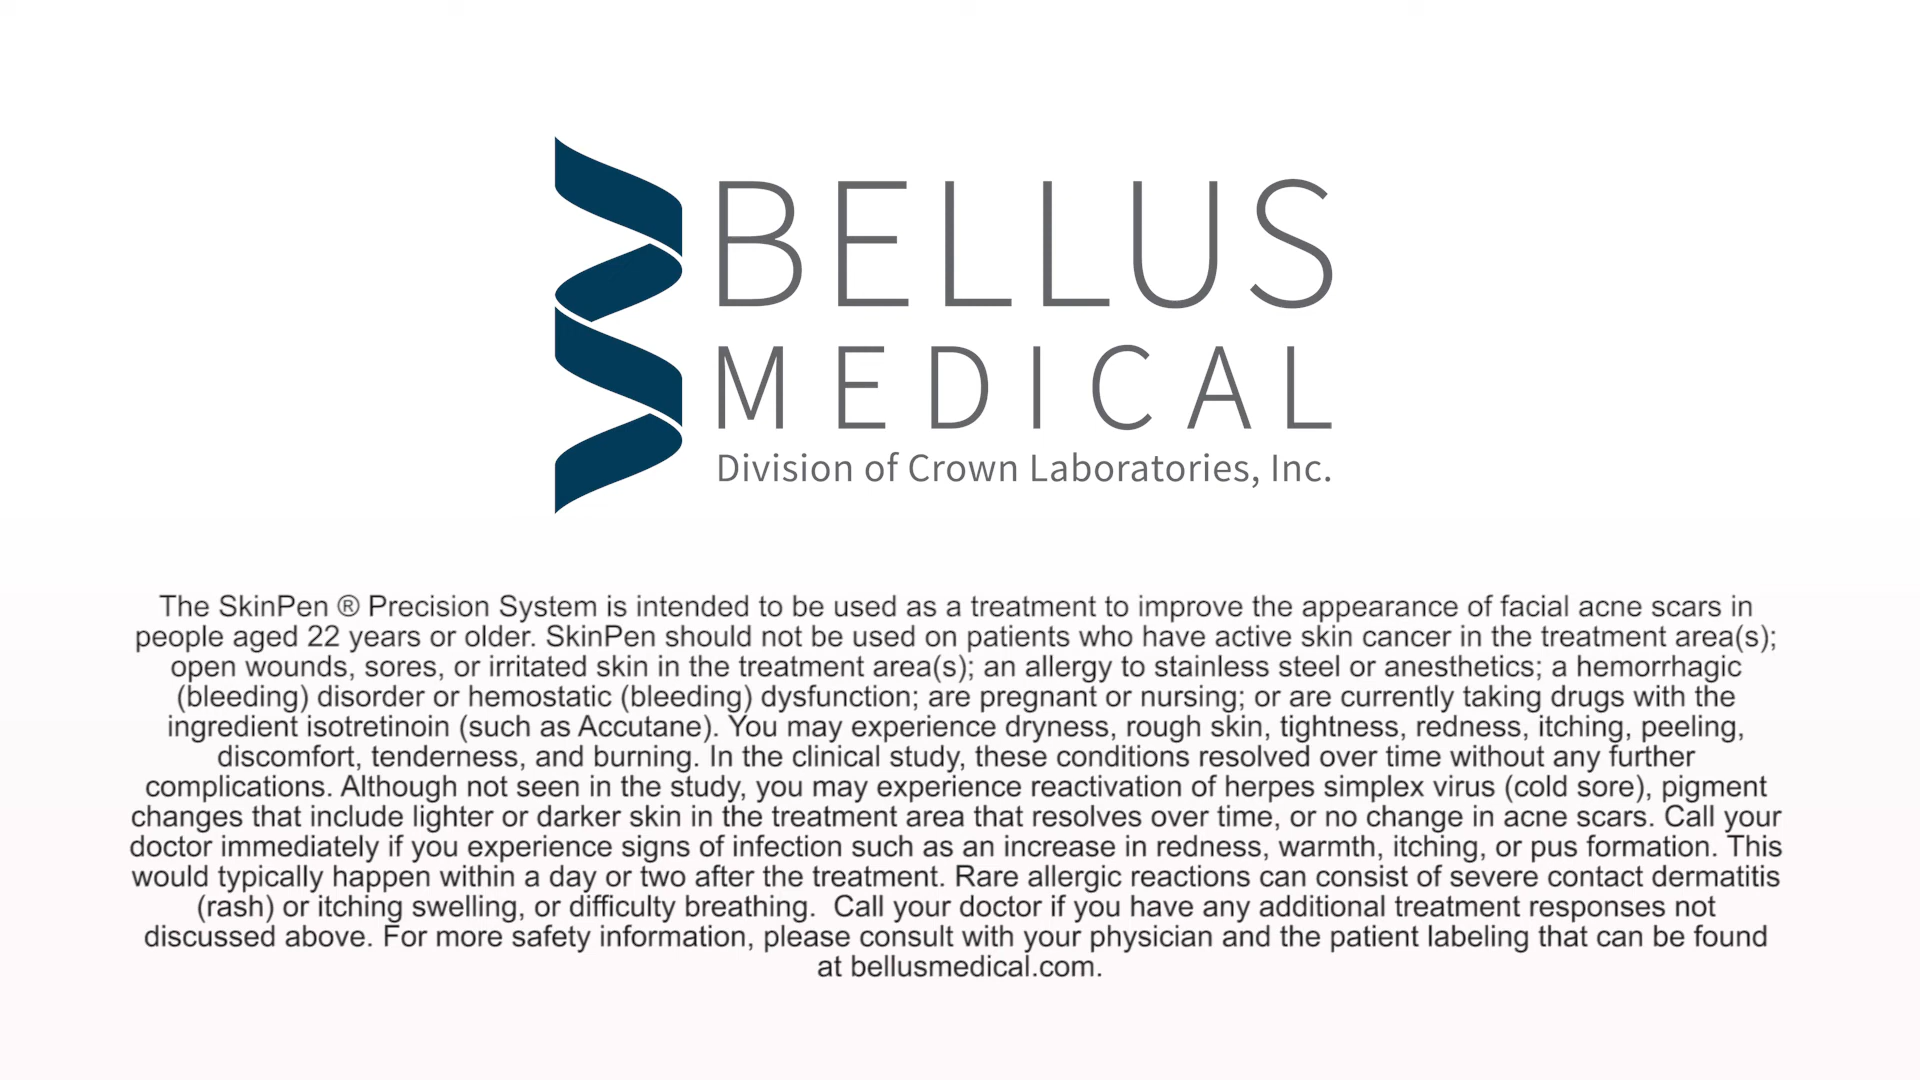 BELLUS
MEDICAL
Division of Crown Laboratories, Inc.
The SkinPen ® Precision System is intended to be used as a treatment to improve the appearance of facial acne scars in
people aged 22 years or older. SkinPen should not be used on patients who have active skin cancer in the treatment area(s);
open wounds, sores, or irritated skin in the treatment area(s); an allergy to stainless steel or anesthetics; a hemorrhagic
(bleeding) disorder or hemostatic (bleeding) dysfunction; are pregnant or nursing; or are currently taking drugs with the
ingredient isotretinoin (such as Accutane). You may experience dryness, rough skin, tightness, redness, itching, peeling,
discomfort, tenderness, and burning. In the clinical study, these conditions resolved over time without any further
complications. Although not seen in the study, you may experience reactivation of herpes simplex virus (cold sore), pigment
changes that include lighter or darker skin in the treatment area that resolves over time, or no change in acne scars. Call your
doctor immediately if you experience signs of infection such as an increase in redness, warmth, itching, or pus formation. This
would typically happen within a day or two after the treatment. Rare allergic reactions can consist of severe contact dermatitis
(rash) or itching swelling, or difficulty breathing.  Call your doctor if you have any additional treatment responses not
discussed above. For more safety information, please consult with your physician and the patient labeling that can be found
at bellusmedical.com.